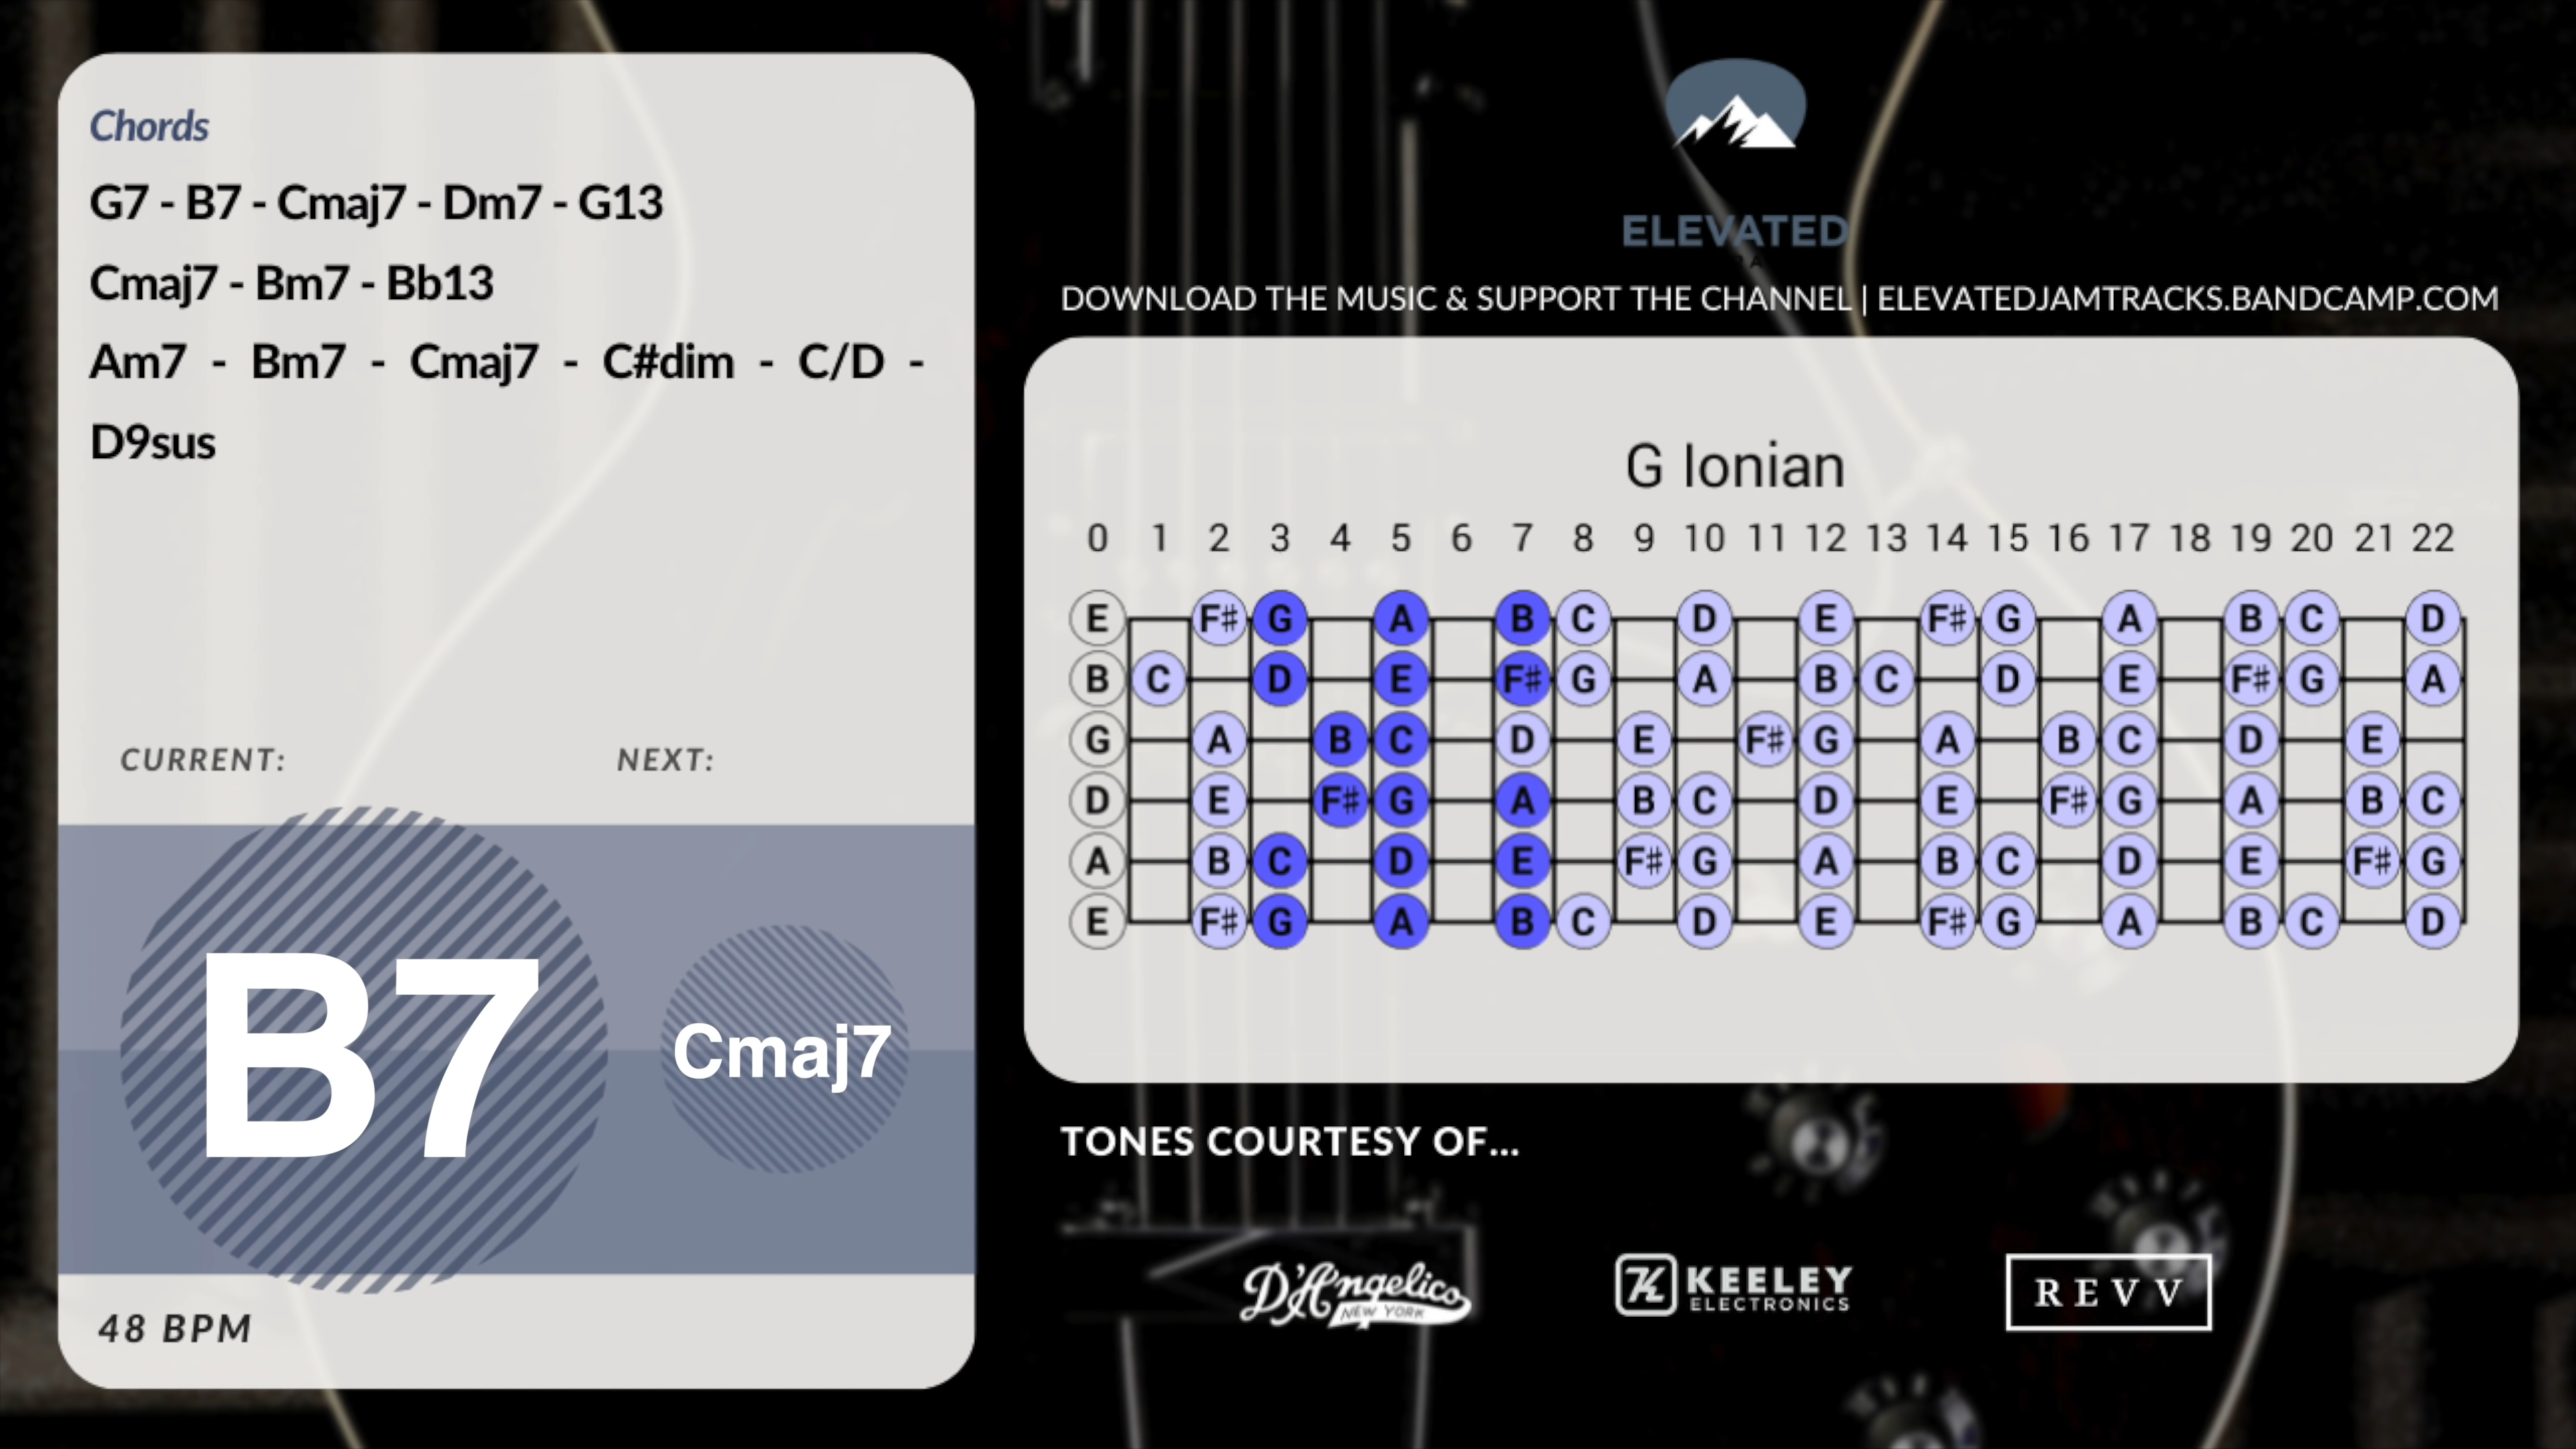 Chords
G7 - B7 - Cmaj7 - Dm7 - G13
Cmaj7 - Bm7 - Bb13
Am7 - Bm7 - Cmaj7 - C#dim - C/D -
D9sus
CURRENT:
NEXT:
B7
Cmaj7
48 BPM
ELEVATED
DOWNLOAD THE MUSIC & SUPPORT THE CHANNEL | ELEVATEDJAMTRACKS.BANDCAMP.COM
G Ionian
0 1 2 3 4 5 6 7 8 9 10 11 12 13 14 15 16 17 18 19 20 21 22
E F♯ G A B C D E F♯ G A B C D
B C D E F♯ G A B C D E F♯ G A
G A B C D E F♯ G A B C D E
D E F♯ G A B C D E F♯ G A B C
A B C D E F♯ G A B C D E F♯ G
E F♯ G A B C D E F♯ G A B C D
TONES COURTESY OF...
D'Angelico
NEW YORK
KEELEY
ELECTRONICS
REVV